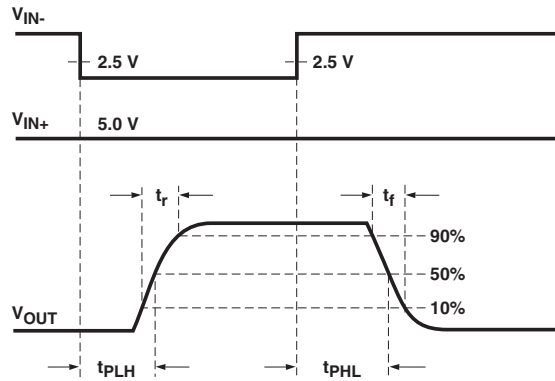 VIN-
2.5 V 2.5 V
VIN+ 5.0 V
tr tf
90%
50%
10%
VOUT
tPLH tPHL